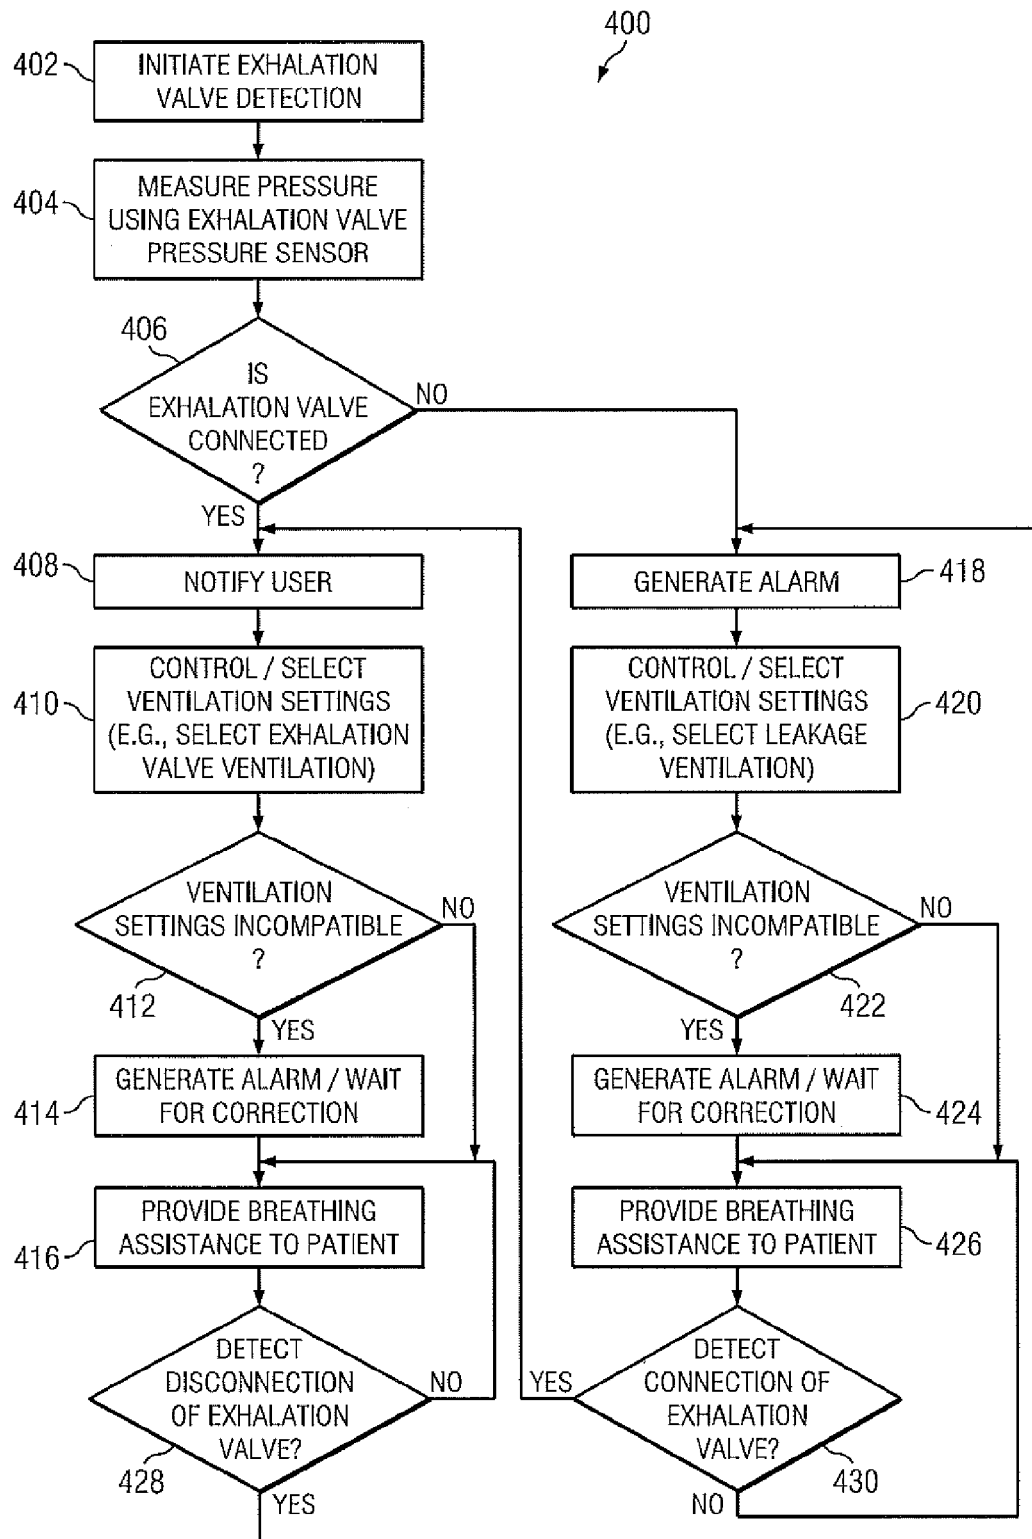 400
402
INITIATE EXHALATION
VALVE DETECTION
404
MEASURE PRESSURE
USING EXHALATION VALVE
PRESSURE SENSOR
406
IS
EXHALATION VALVE
CONNECTED
?
NO
YES
408
NOTIFY USER
410
CONTROL / SELECT
VENTILATION SETTINGS
(E.G., SELECT EXHALATION
VALVE VENTILATION)
VENTILATION
SETTINGS INCOMPATIBLE
?
NO
412
YES
414
GENERATE ALARM / WAIT
FOR CORRECTION
416
PROVIDE BREATHING
ASSISTANCE TO PATIENT
DETECT
DISCONNECTION
OF EXHALATION
VALVE?
NO
428
YES
GENERATE ALARM
418
CONTROL / SELECT
VENTILATION SETTINGS
(E.G., SELECT LEAKAGE
VENTILATION)
420
VENTILATION
SETTINGS INCOMPATIBLE
?
NO
422
YES
GENERATE ALARM / WAIT
FOR CORRECTION
424
PROVIDE BREATHING
ASSISTANCE TO PATIENT
426
DETECT
CONNECTION OF
EXHALATION
VALVE?
YES
430
NO